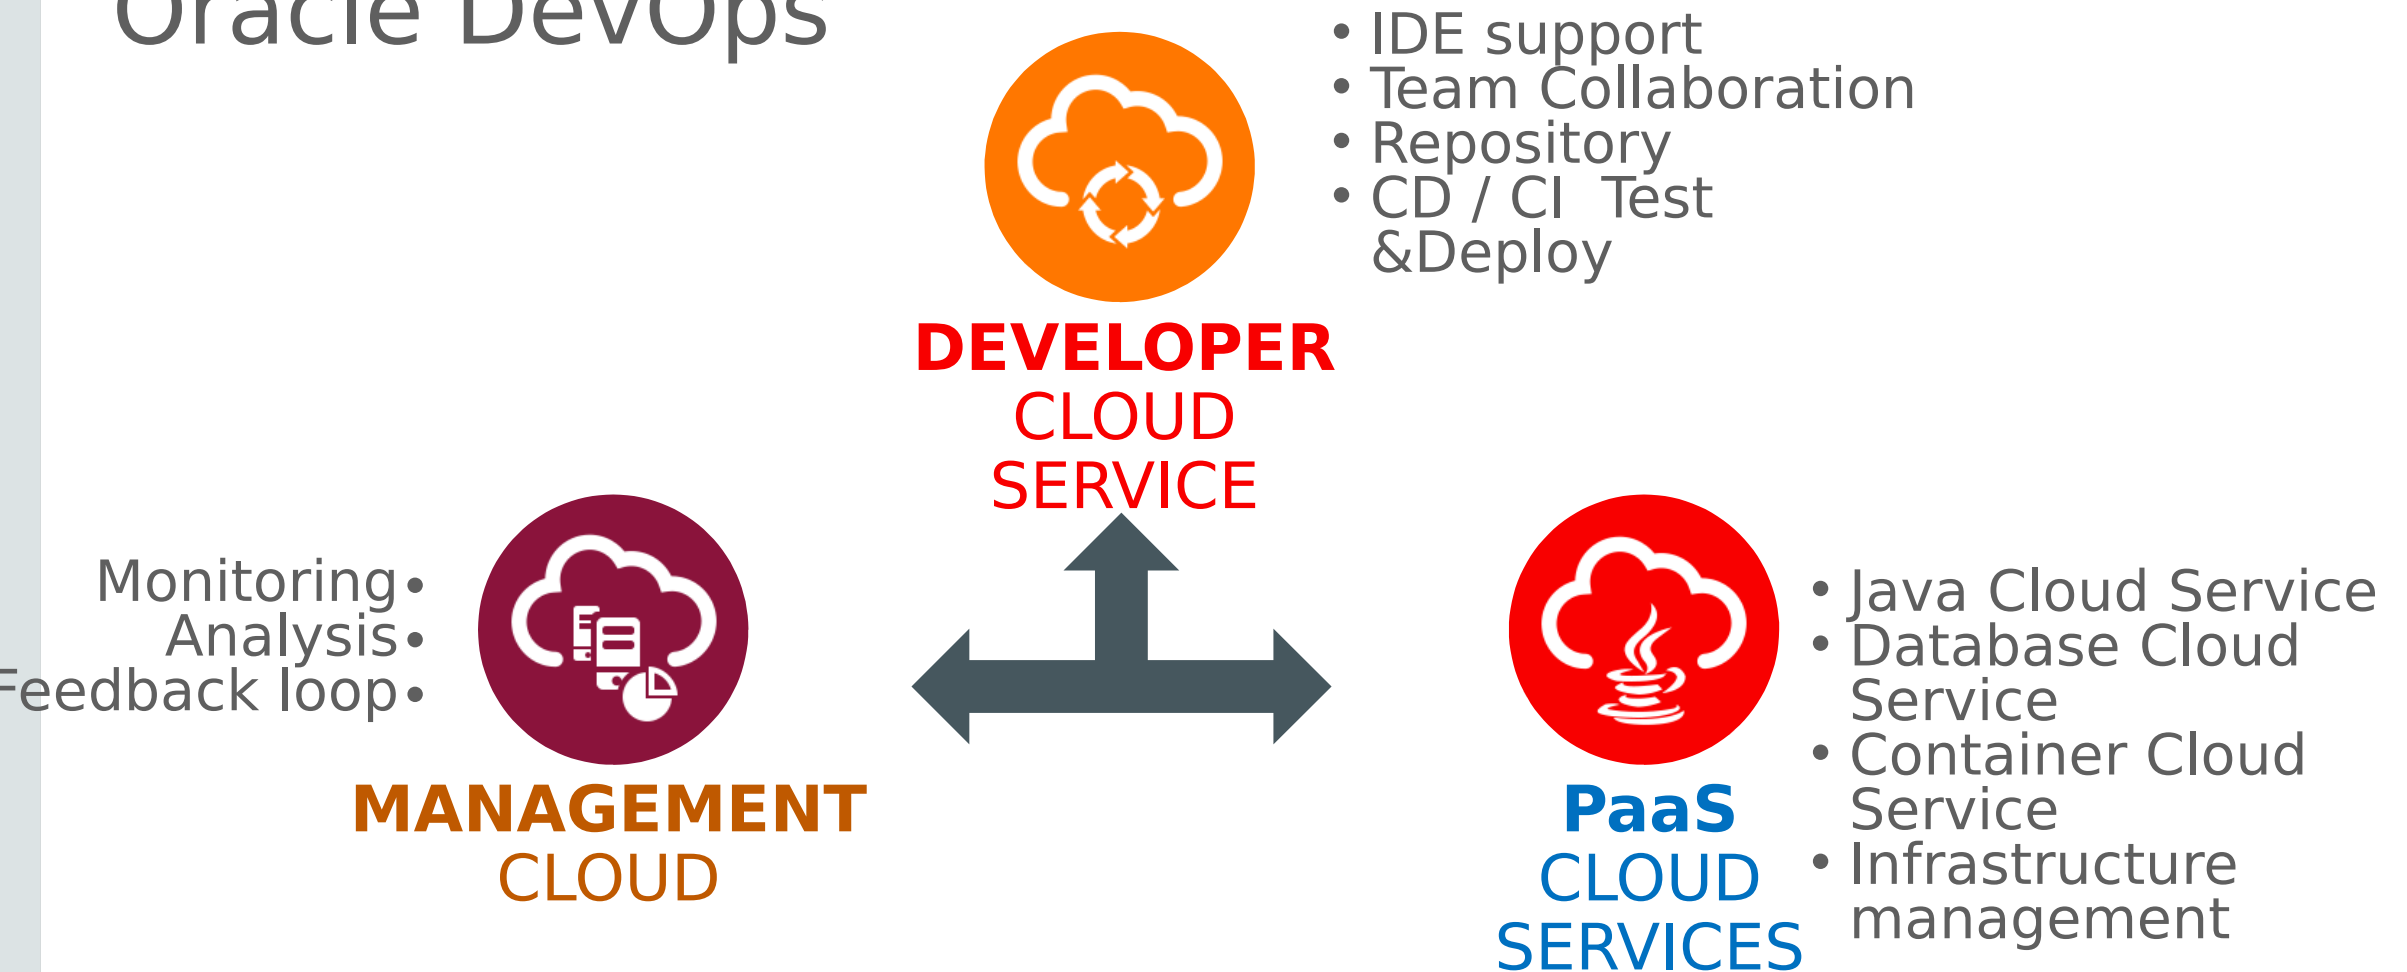 Oracle DevOps
• IDE support
• Team Collaboration
• Repository
• CD / CI  Test
&Deploy
DEVELOPER
CLOUD
SERVICE
Monitoring•
Analysis•
Feedback loop•
MANAGEMENT
CLOUD
PaaS
CLOUD
SERVICES
• Java Cloud Service
• Database Cloud
Service
• Container Cloud
Service
• Infrastructure
management